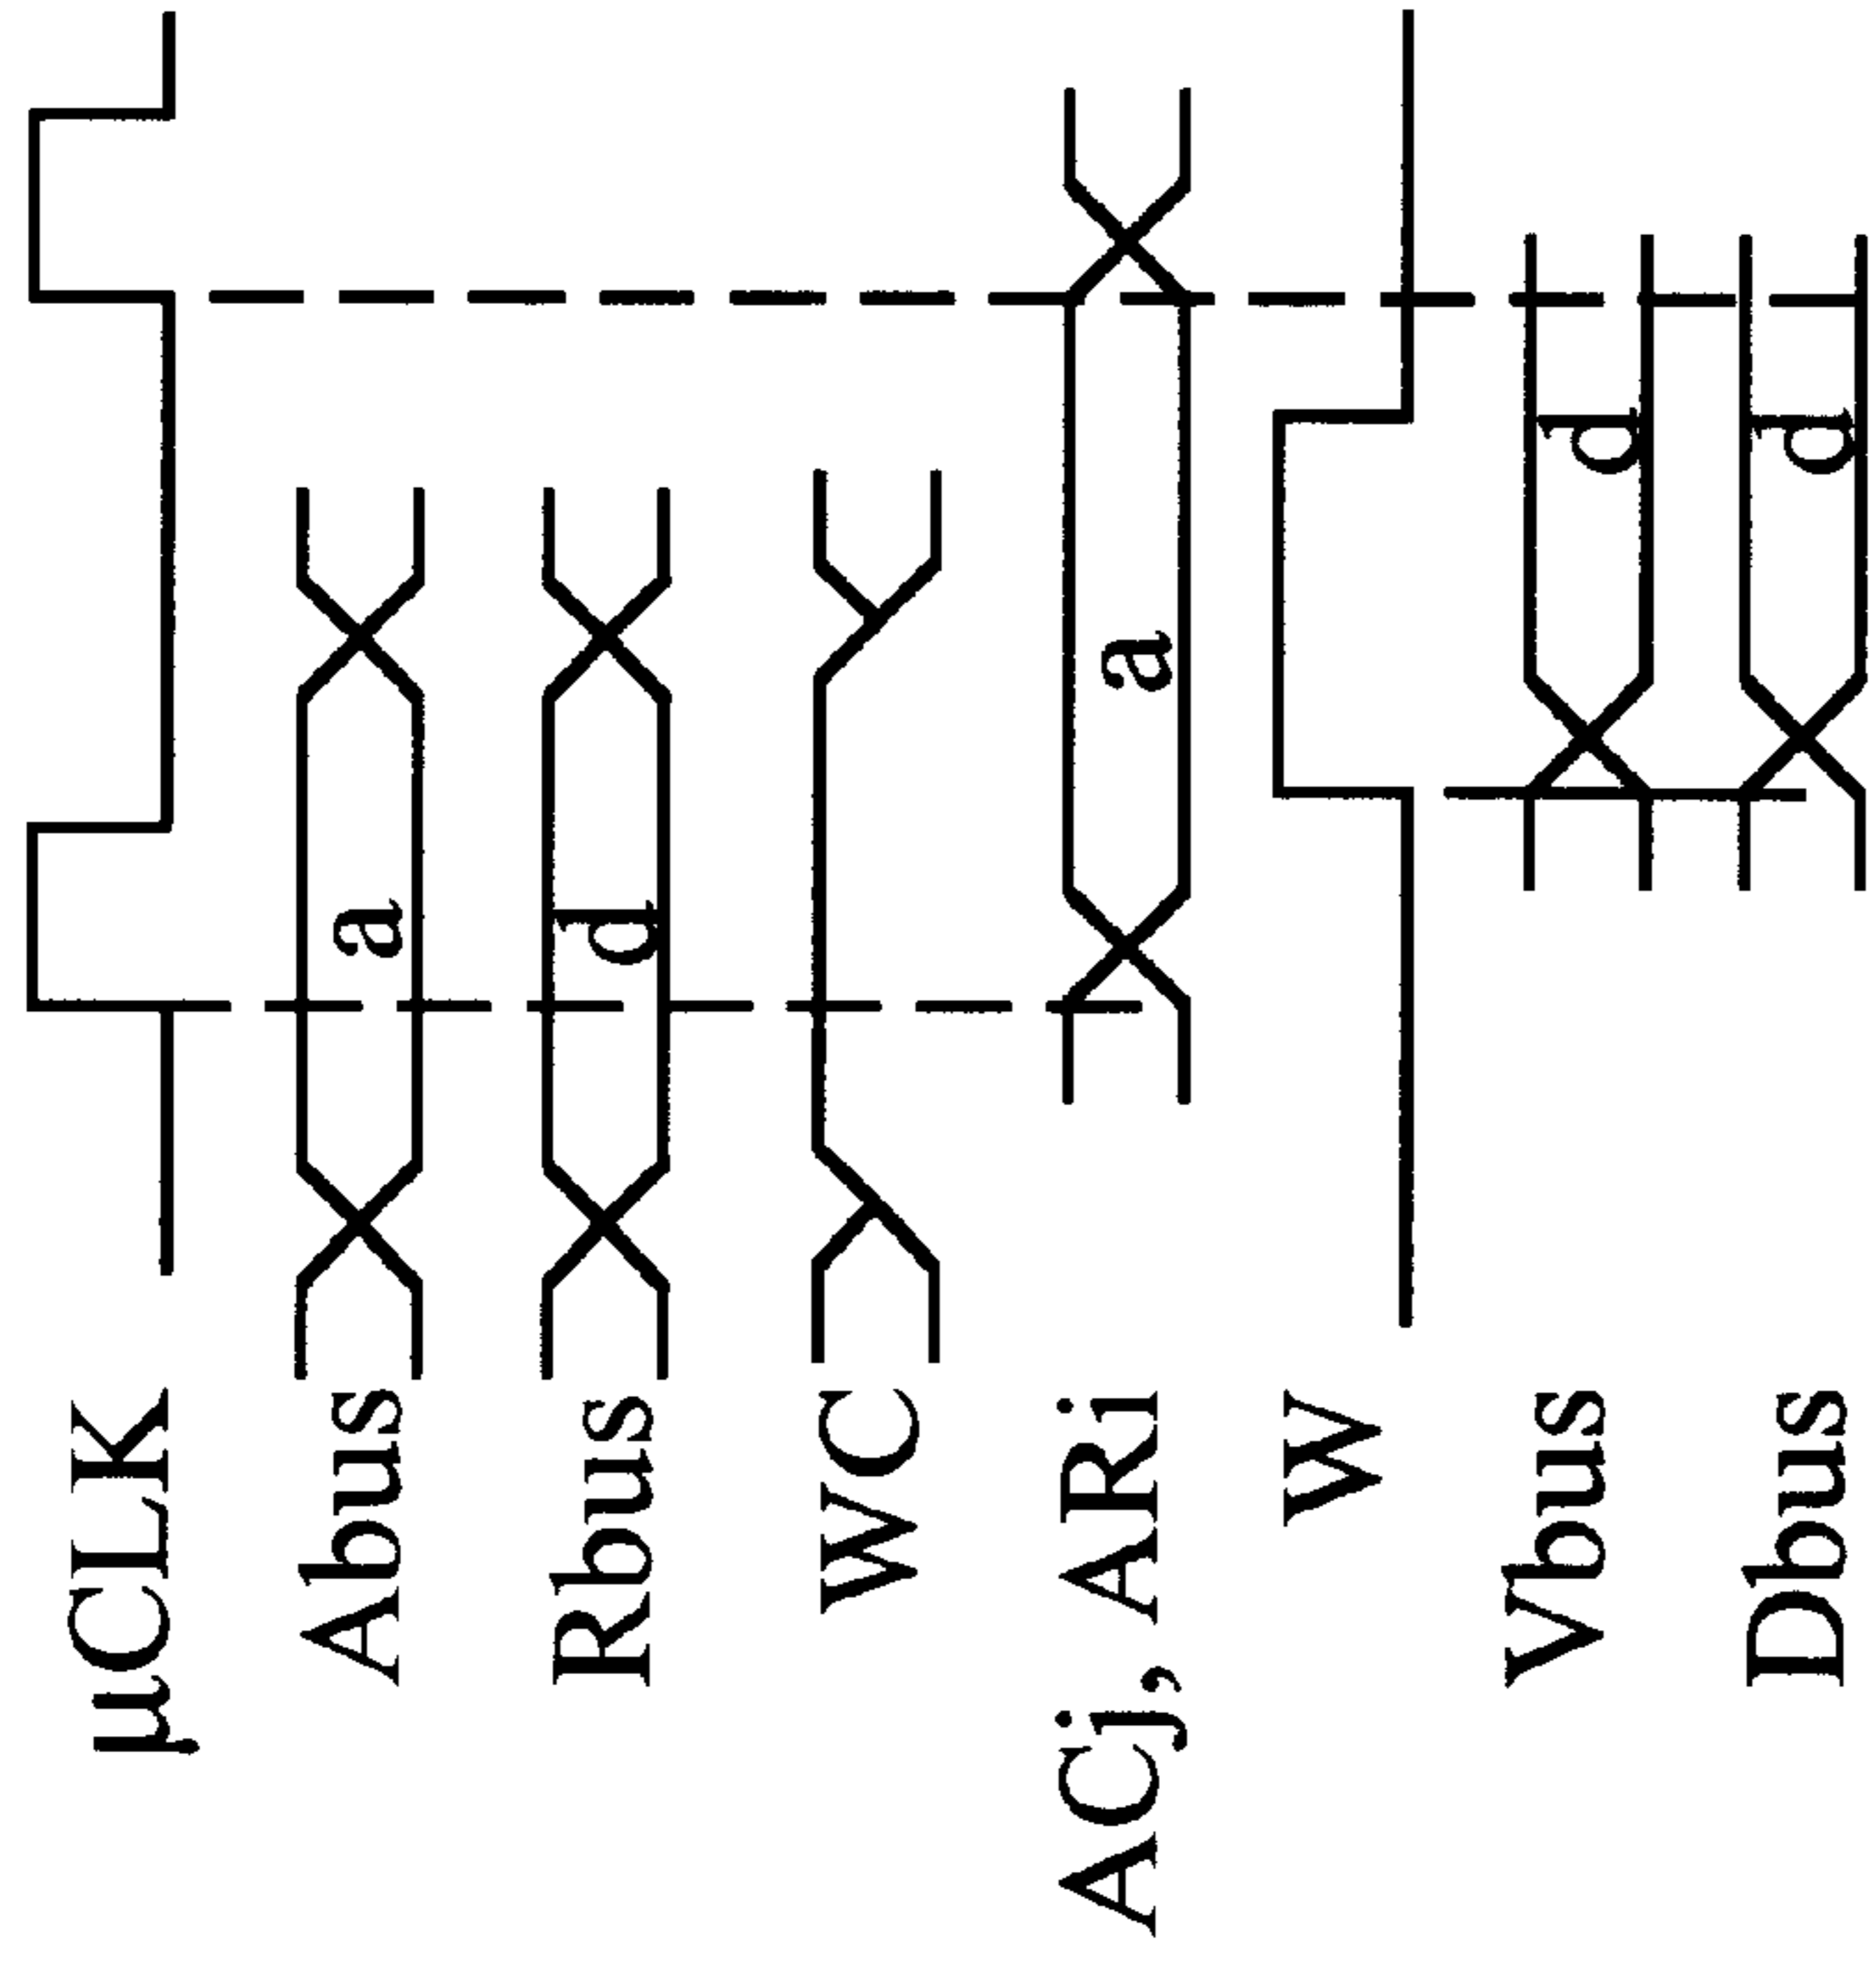 μCLK
Abus a
Rbus d
WC
ACj, ARi a
W
Vbus d
Dbus d